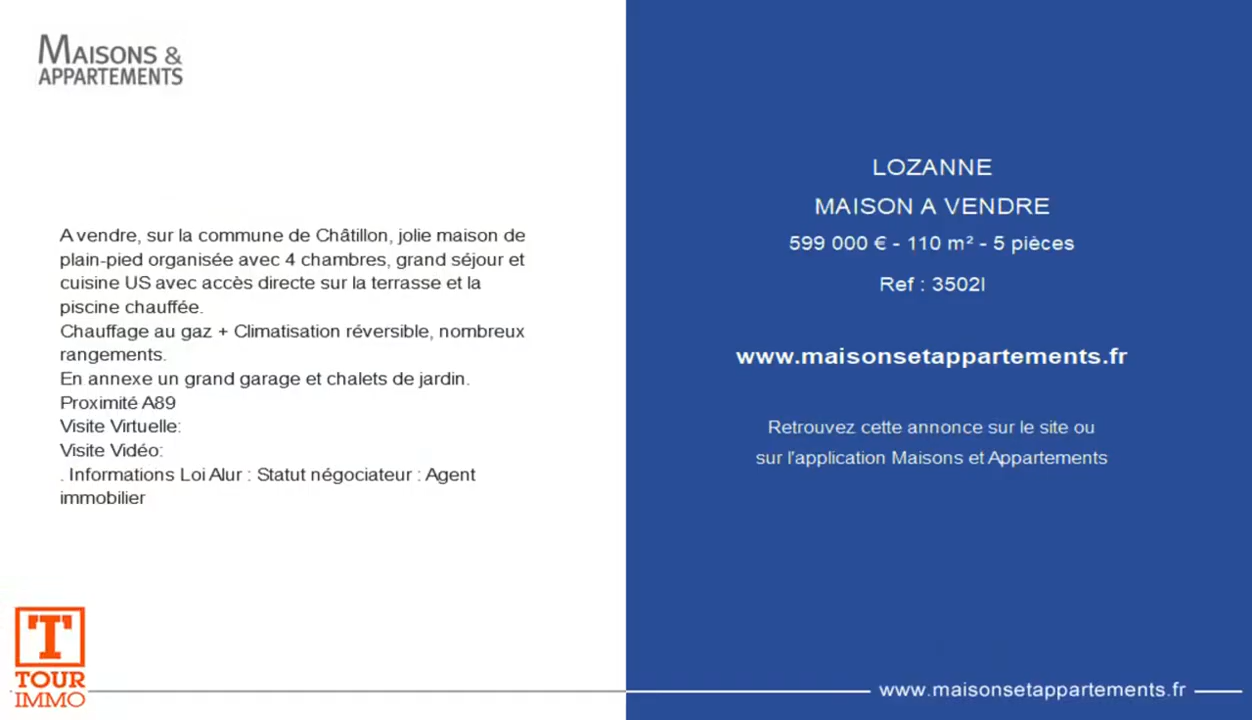 MAISONS &
APPARTEMENTS
A vendre, sur la commune de Châtillon, jolie maison de
plain-pied organisée avec 4 chambres, grand séjour et
cuisine US avec accès directe sur la terrasse et la
piscine chauffée.
Chauffage au gaz + Climatisation réversible, nombreux
rangements.
En annexe un grand garage et chalets de jardin.
Proximité A89
Visite Virtuelle:
Visite Vidéo:
. Informations Loi Alur : Statut négociateur : Agent
immobilier
T
TOUR
IMMO
LOZANNE
MAISON A VENDRE
599 000 € - 110 m² - 5 pièces
Ref : 3502l
www.maisonsetappartements.fr
Retrouvez cette annonce sur le site ou
sur l'application Maisons et Appartements
www.maisonsetappartements.fr